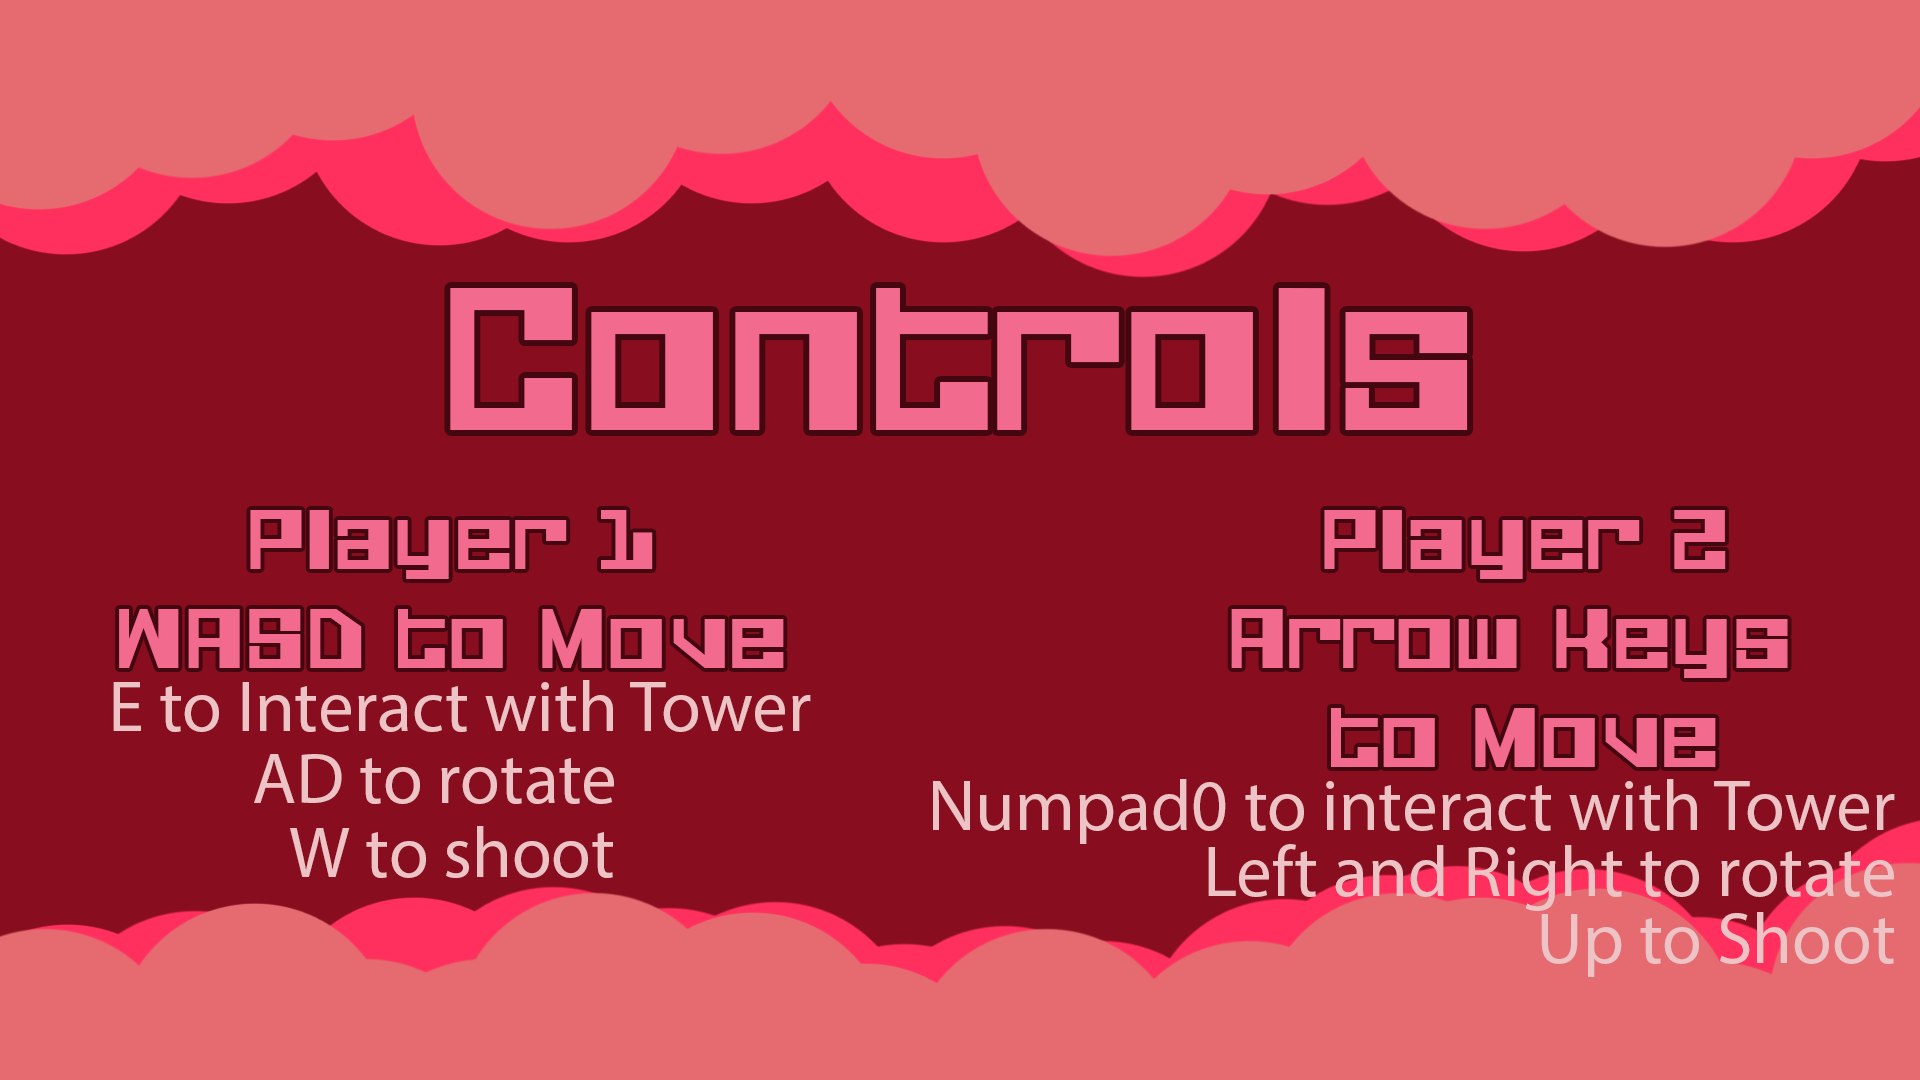 Controls
Player 1
WASD to Move
E to Interact with Tower
AD to rotate
W to shoot
Player 2
Arrow Keys
to Move
Numpad0 to interact with Tower
Left and Right to rotate
Up to Shoot